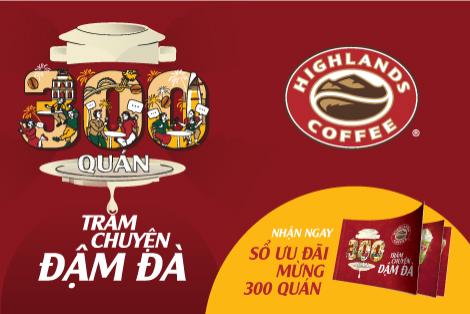 300
QUÁN
TRĂM
CHUYỆN
ĐẬM ĐÀ
HIGHLANDS
COFFEE
®
NHẬN NGAY
SỔ ƯU ĐÃI
MỪNG
300 QUÁN
300
TRĂM
CHUYỆN
ĐẬM ĐÀ